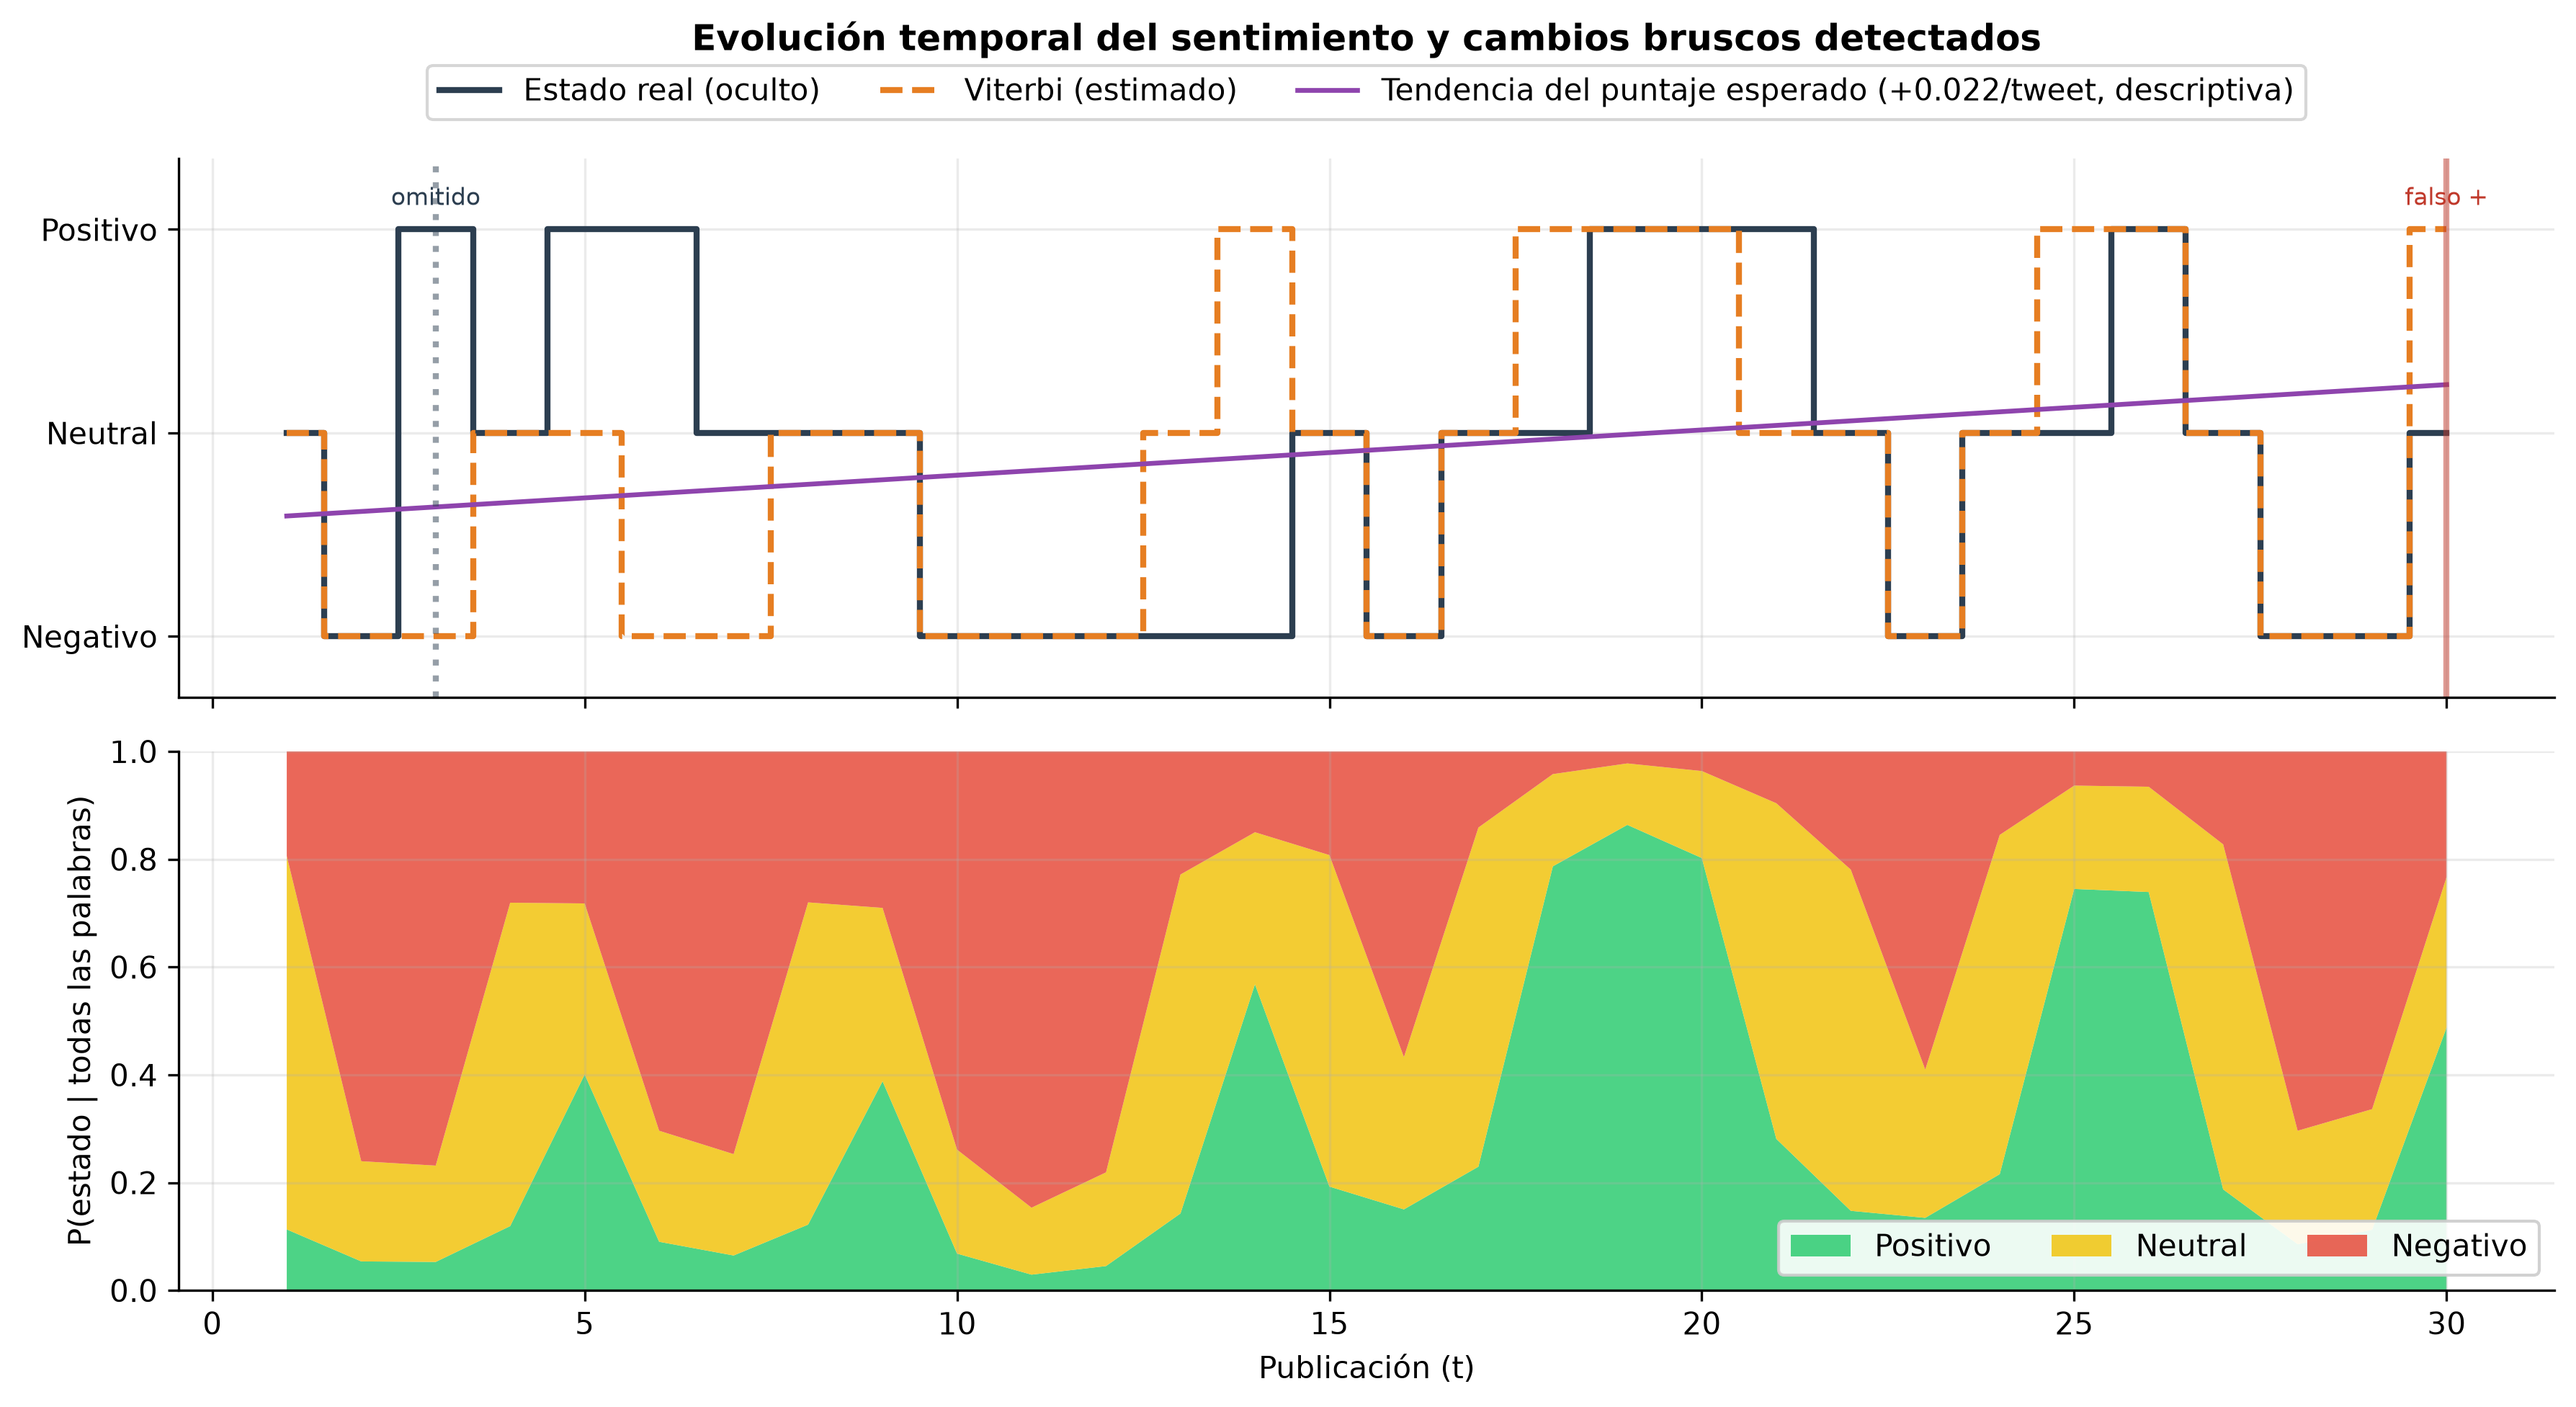 Evolución temporal del sentimiento y cambios bruscos detectados
Estado real (oculto) Viterbi (estimado) Tendencia del puntaje esperado (+0.022/tweet, descriptiva)
omitido falso +
Positivo
Neutral
Negativo
P(estado | todas las palabras)
1.0
0.8
0.6
0.4
0.2
0.0
Positivo Neutral Negativo
0 5 10 15 20 25 30
Publicación (t)